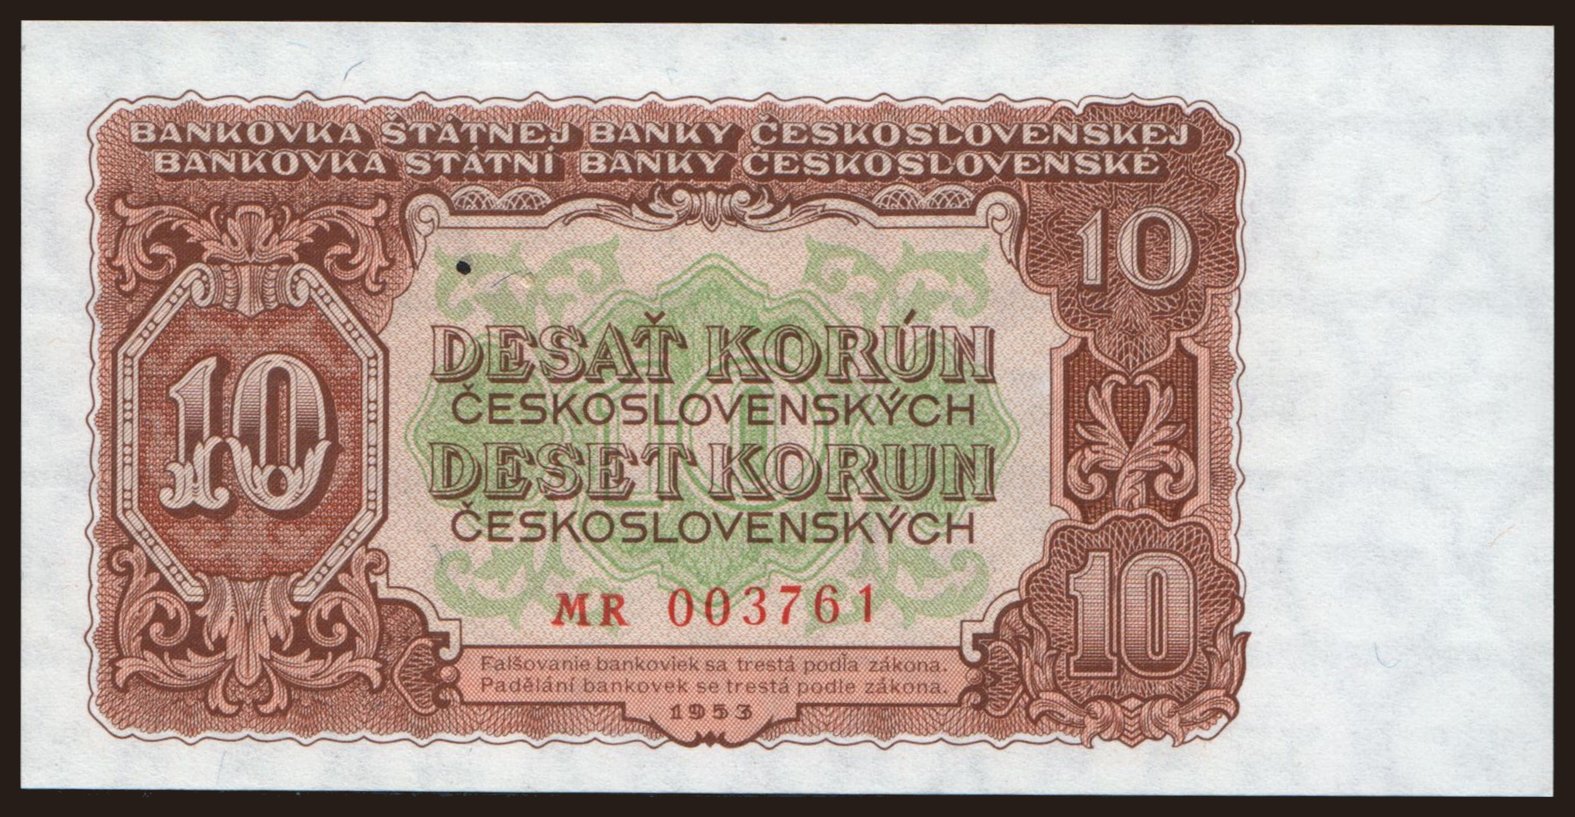 BANKOVKA ŠTÁTNEJ BANKY ČESKOSLOVENSKEJ
BANKOVKA STÁTNÍ BANKY ČESKOSLOVENSKÉ
10
10
DESAŤ KORÚN
ČESKOSLOVENSKÝCH
10
DESET KORUN
ČESKOSLOVENSKÝCH
10
MR 003761
Falšovanie bankoviek sa trestá podľa zákona.
Padělání bankovek se trestá podle zákona.
1953